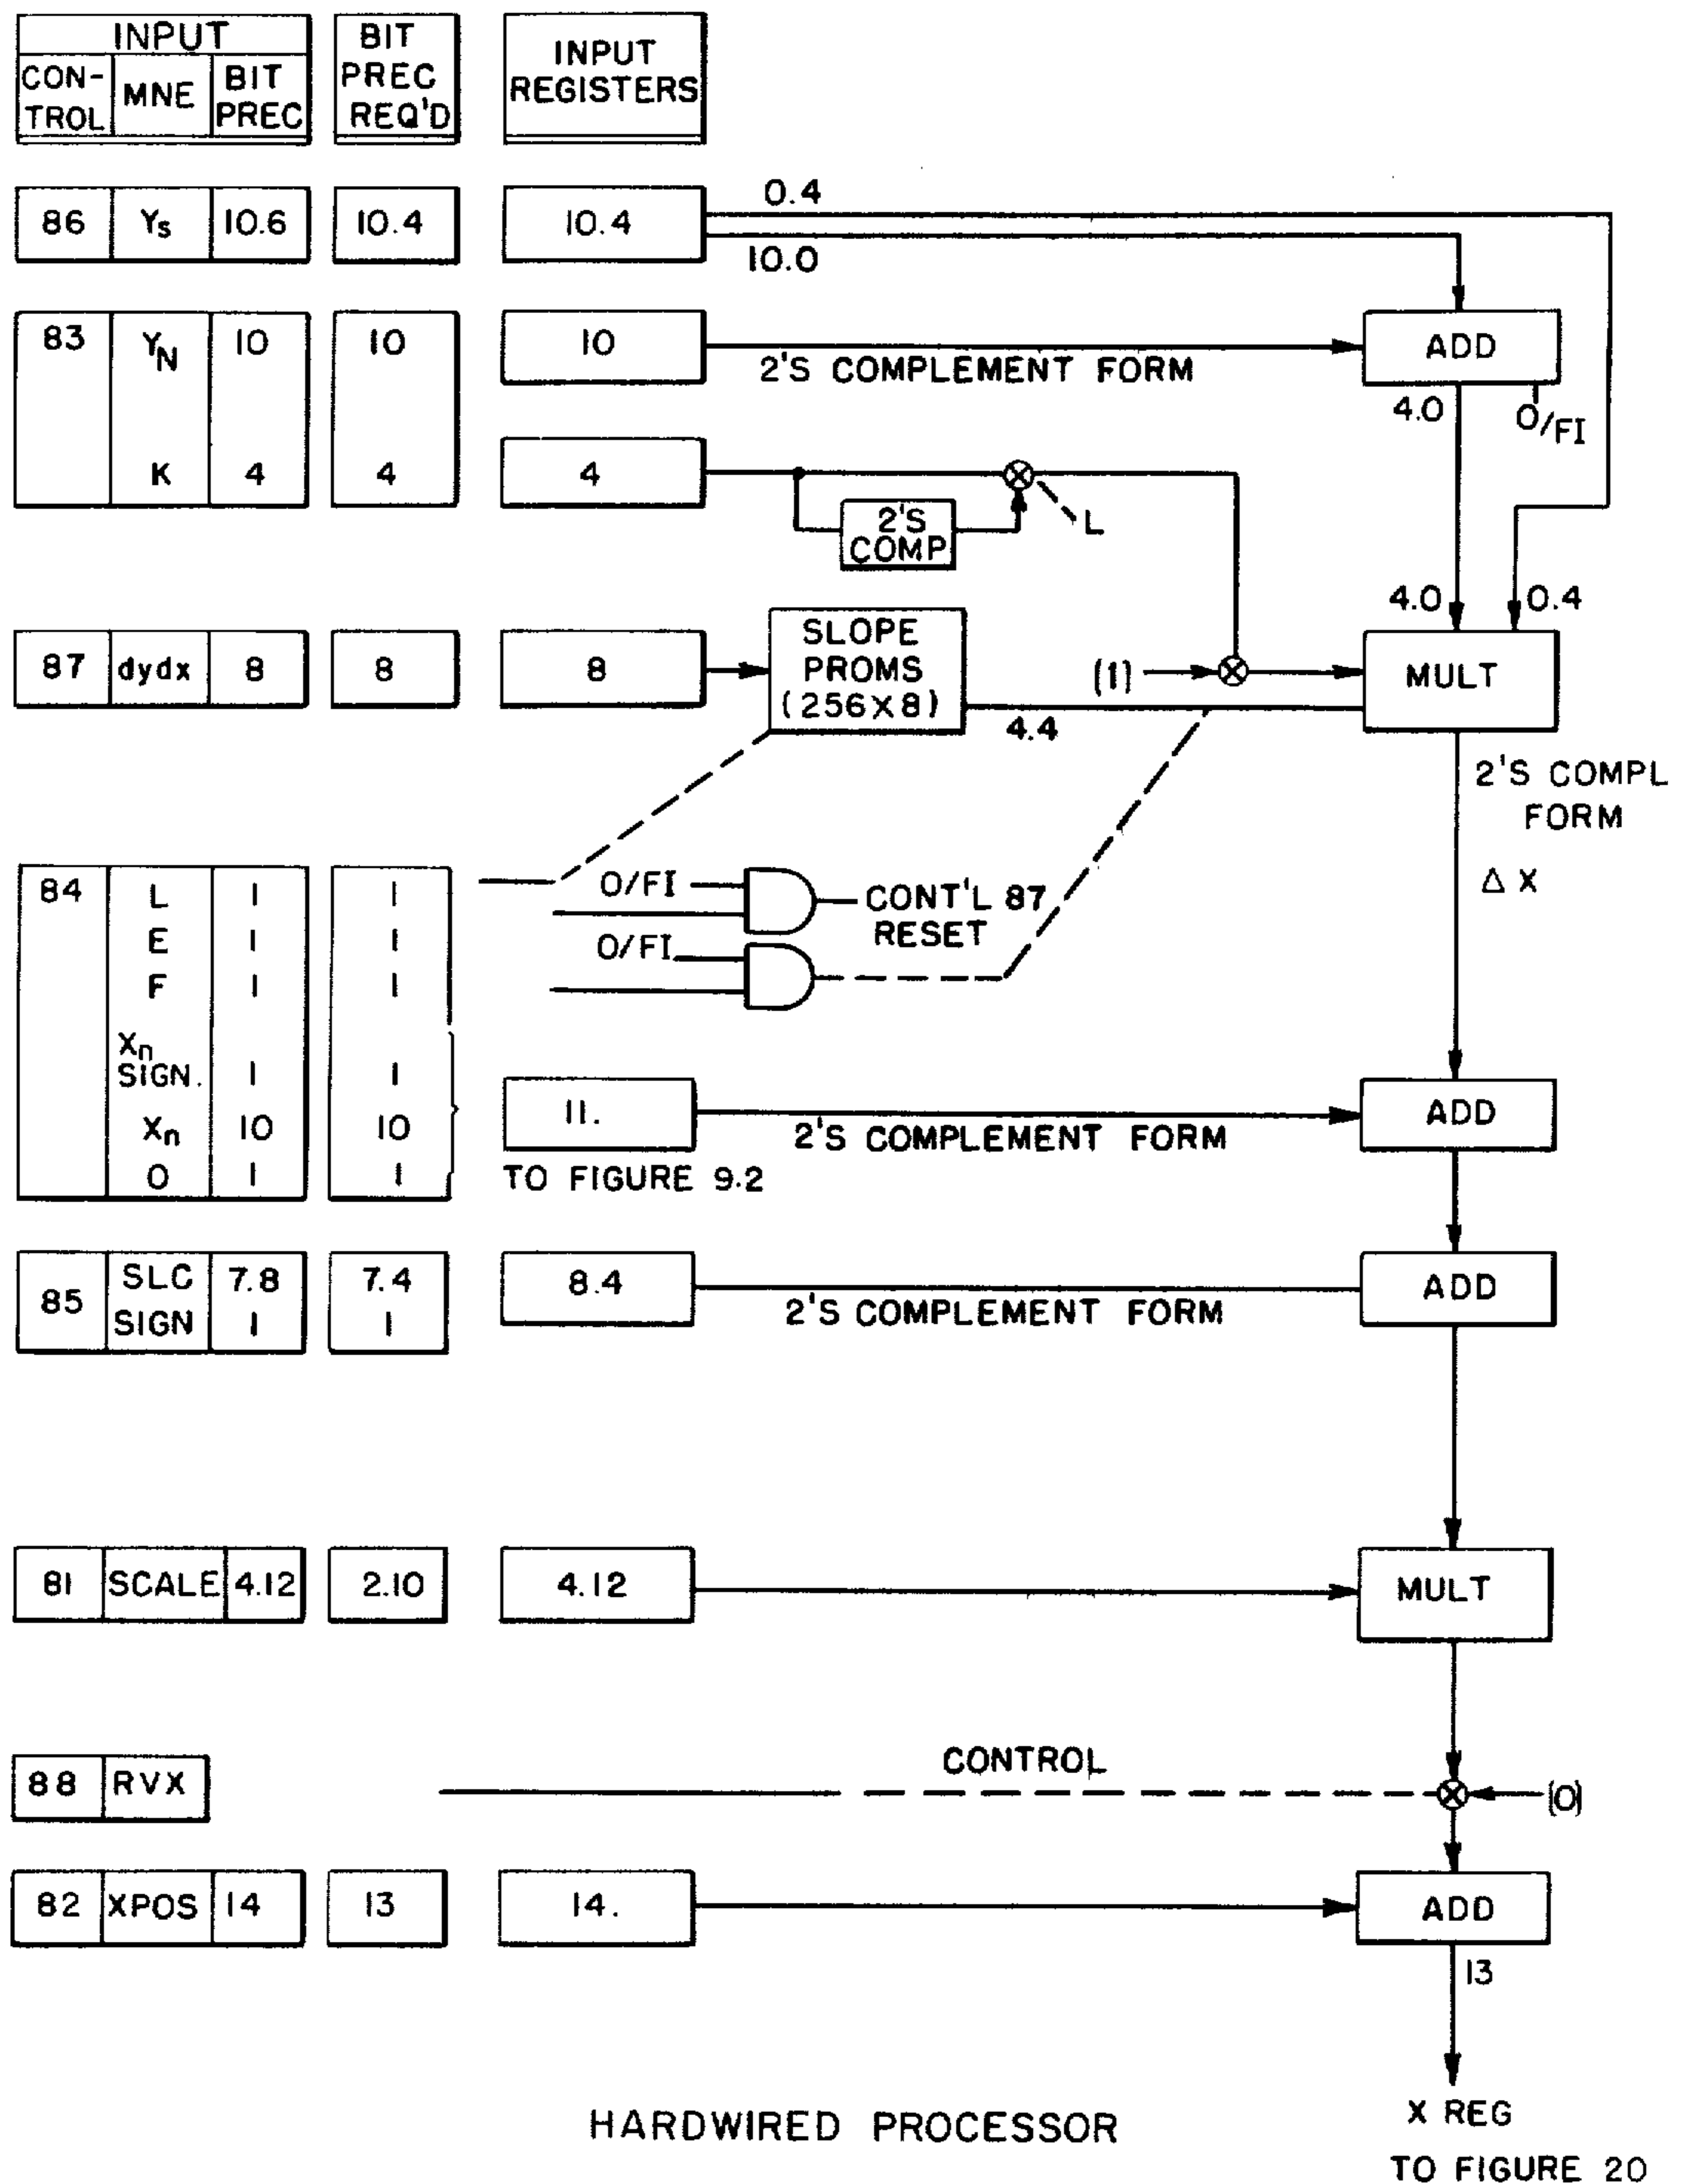 INPUT
CON-
TROL
MNE
BIT
PREC
BIT
PREC
REQ'D
INPUT
REGISTERS
86 Ys 10.6 10.4 10.4
0.4
10.0
83 YN 10 10 10
2'S COMPLEMENT FORM
ADD
4.0
O/FI
K 4 4 4
2'S
COMP
L
4.0
0.4
87 dydx 8 8 8
SLOPE
PROMS
(256X8)
4.4
(1)
MULT
2'S COMPL
FORM
Δ X
84 L 1 1
E 1 1
F 1 1
O/FI
CONT'L 87
RESET
O/FI
Xn
SIGN. 1 1
Xn 10 10
O 1 1
11.
2'S COMPLEMENT FORM
TO FIGURE 9.2
ADD
85
SLC 7.8 7.4
SIGN 1 1
8.4
2'S COMPLEMENT FORM
ADD
81 SCALE 4.12 2.10 4.12
MULT
88 RVX
CONTROL
(0)
82 XPOS 14 13 14.
ADD
13
X REG
TO FIGURE 20
HARDWIRED PROCESSOR